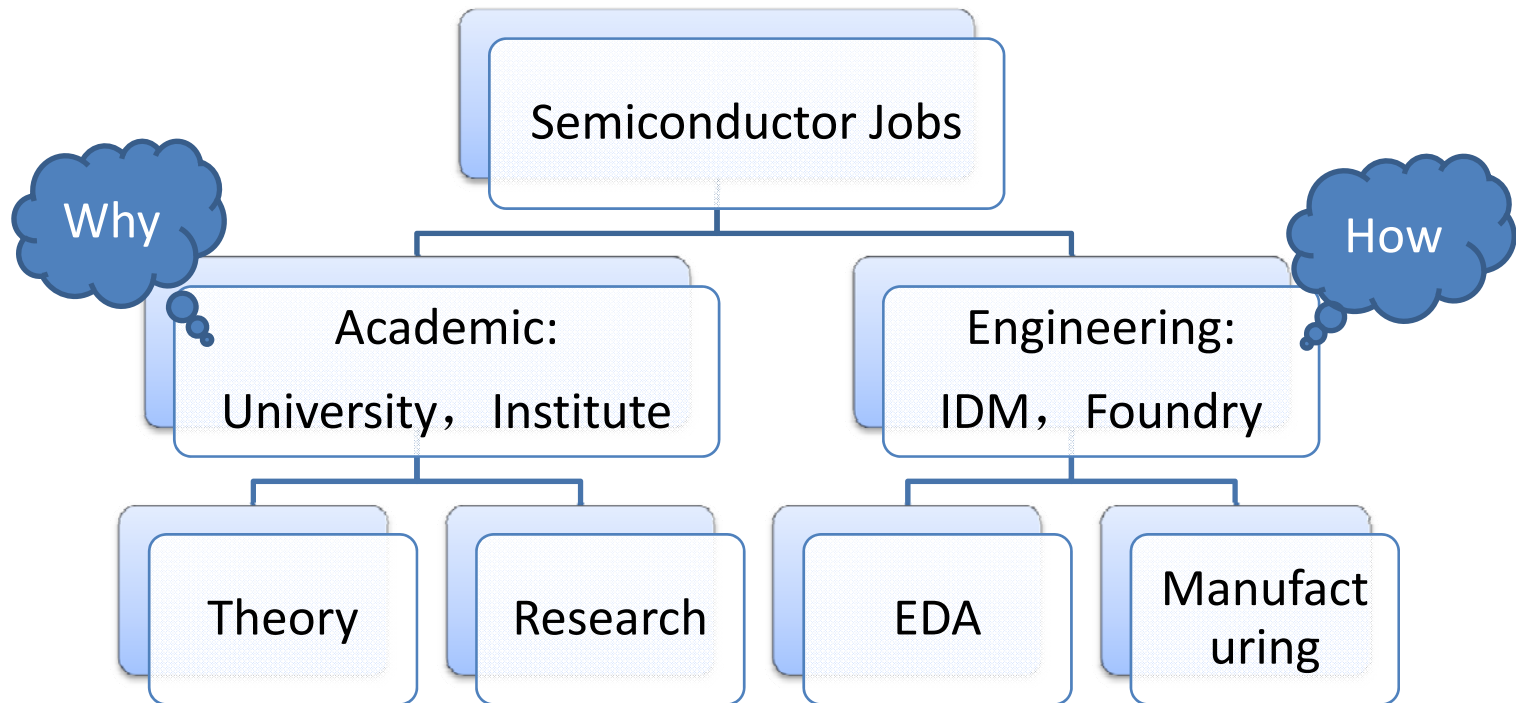 Semiconductor Jobs
Why
How
Academic:
University， Institute
Engineering:
IDM， Foundry
Theory
Research
EDA
Manufact
uring